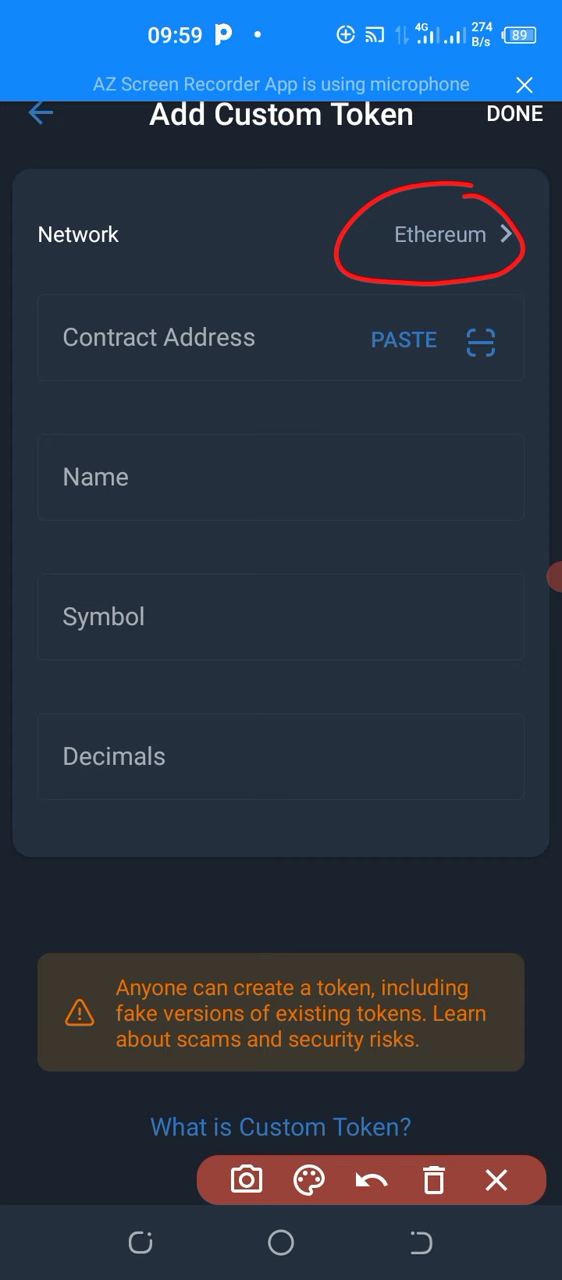 09:59
4G
274
B/s
89
AZ Screen Recorder App is using microphone
Add Custom Token
DONE
Network
Ethereum
Contract Address
PASTE
Name
Symbol
Decimals
Anyone can create a token, including
fake versions of existing tokens. Learn
about scams and security risks.
What is Custom Token?